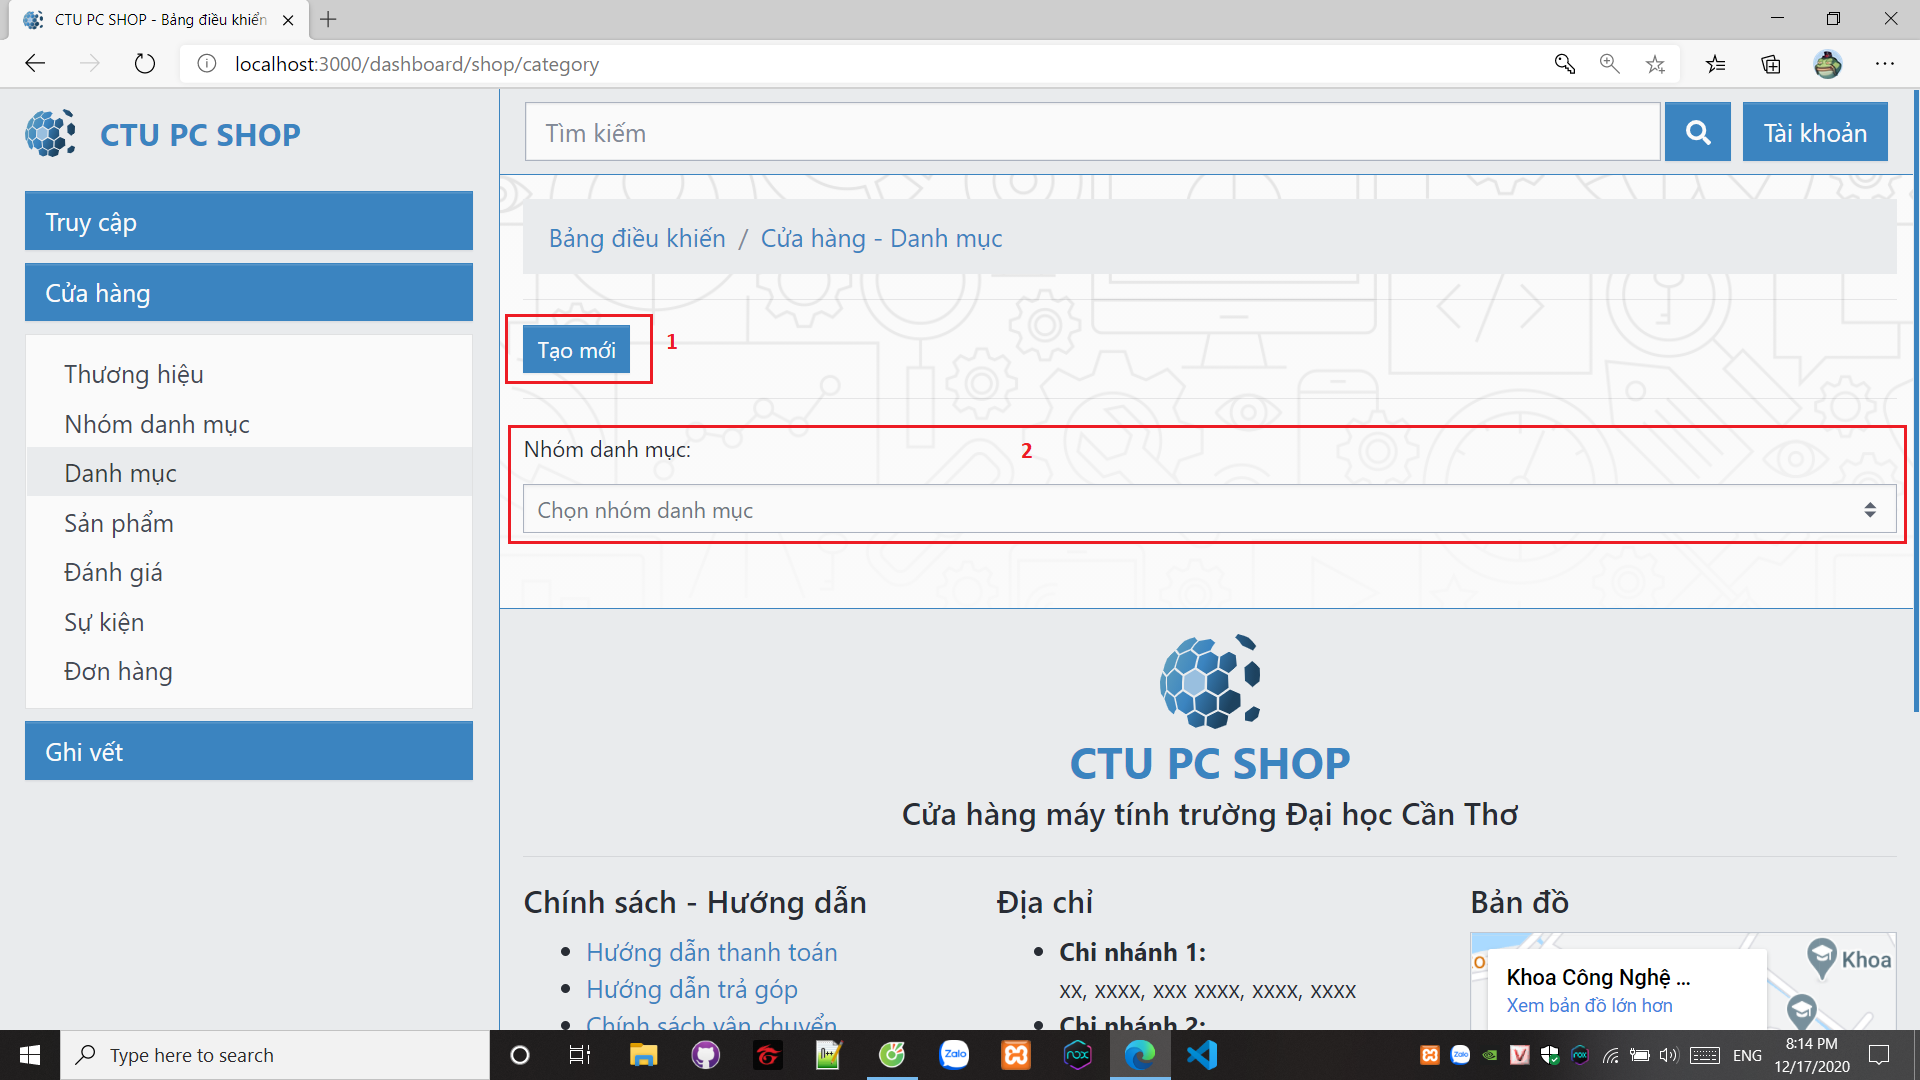 CTU PC SHOP - Bảng điều khiển
localhost:3000/dashboard/shop/category
CTU PC SHOP
Tìm kiếm
Tài khoản
Truy cập
Cửa hàng
Thương hiệu
Nhóm danh mục
Danh mục
Sản phẩm
Đánh giá
Sự kiện
Đơn hàng
Ghi vết
Bảng điều khiến / Cửa hàng - Danh mục
Tạo mới
1
Nhóm danh mục:
2
Chọn nhóm danh mục
CTU PC SHOP
Cửa hàng máy tính trường Đại học Cần Thơ
Chính sách - Hướng dẫn
Hướng dẫn thanh toán
Hướng dẫn trả góp
Chính sách vận chuyển
Địa chỉ
Chi nhánh 1:
xx, xxxx, xxx xxxx, xxxx, xxxx
Chi nhánh 2:
Bản đồ
Khoa Công Nghệ ...
Xem bản đồ lớn hơn
Khoa
Type here to search
Zalo
nox
ENG
8:14 PM
12/17/2020